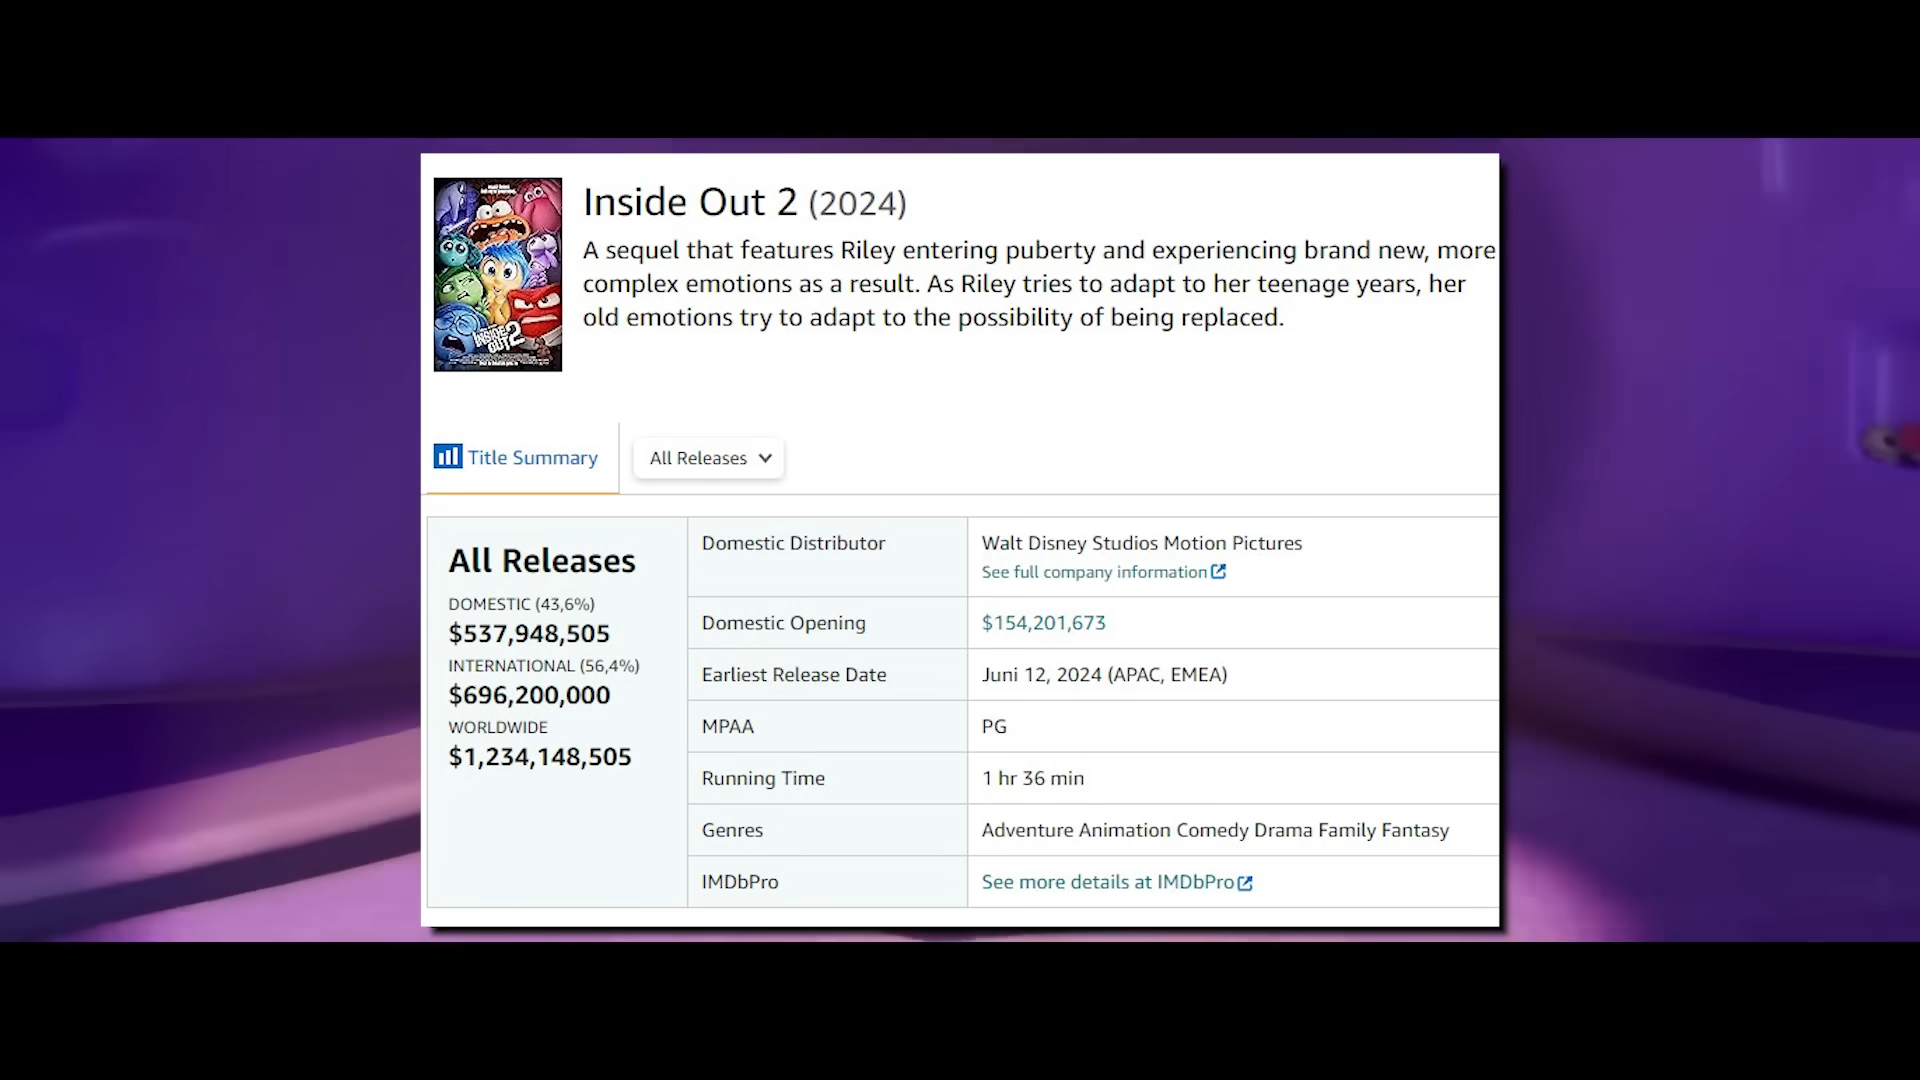 Inside Out 2 (2024)
A sequel that features Riley entering puberty and experiencing brand new, more
complex emotions as a result. As Riley tries to adapt to her teenage years, her
old emotions try to adapt to the possibility of being replaced.
INSIDE
OUT 2
Title Summary
All Releases
All Releases
DOMESTIC (43,6%)
$537,948,505
INTERNATIONAL (56,4%)
$696,200,000
WORLDWIDE
$1,234,148,505
Domestic Distributor
Walt Disney Studios Motion Pictures
See full company information
Domestic Opening
$154,201,673
Earliest Release Date
Juni 12, 2024 (APAC, EMEA)
MPAA
PG
Running Time
1 hr 36 min
Genres
Adventure Animation Comedy Drama Family Fantasy
IMDbPro
See more details at IMDbPro